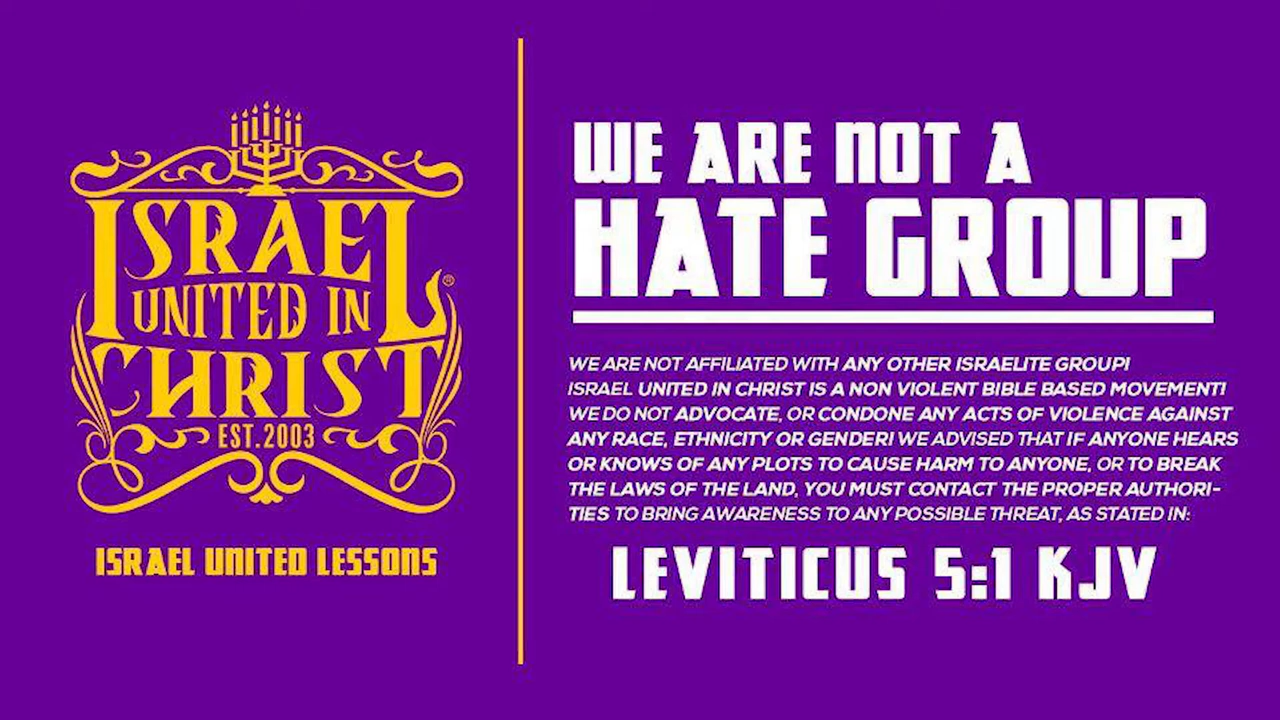 ISRAEL
UNITED IN
CHRIST
EST.2003
ISRAEL UNITED LESSONS
WE ARE NOT A
HATE GROUP
WE ARE NOT AFFILIATED WITH ANY OTHER ISRAELITE GROUP!
ISRAEL UNITED IN CHRIST IS A NON VIOLENT BIBLE BASED MOVEMENT!
WE DO NOT ADVOCATE, OR CONDONE ANY ACTS OF VIOLENCE AGAINST
ANY RACE, ETHNICITY OR GENDER! WE ADVISED THAT IF ANYONE HEARS
OR KNOWS OF ANY PLOTS TO CAUSE HARM TO ANYONE, OR TO BREAK
THE LAWS OF THE LAND, YOU MUST CONTACT THE PROPER AUTHORI-
TIES TO BRING AWARENESS TO ANY POSSIBLE THREAT, AS STATED IN:
LEVITICUS 5:1 KJV